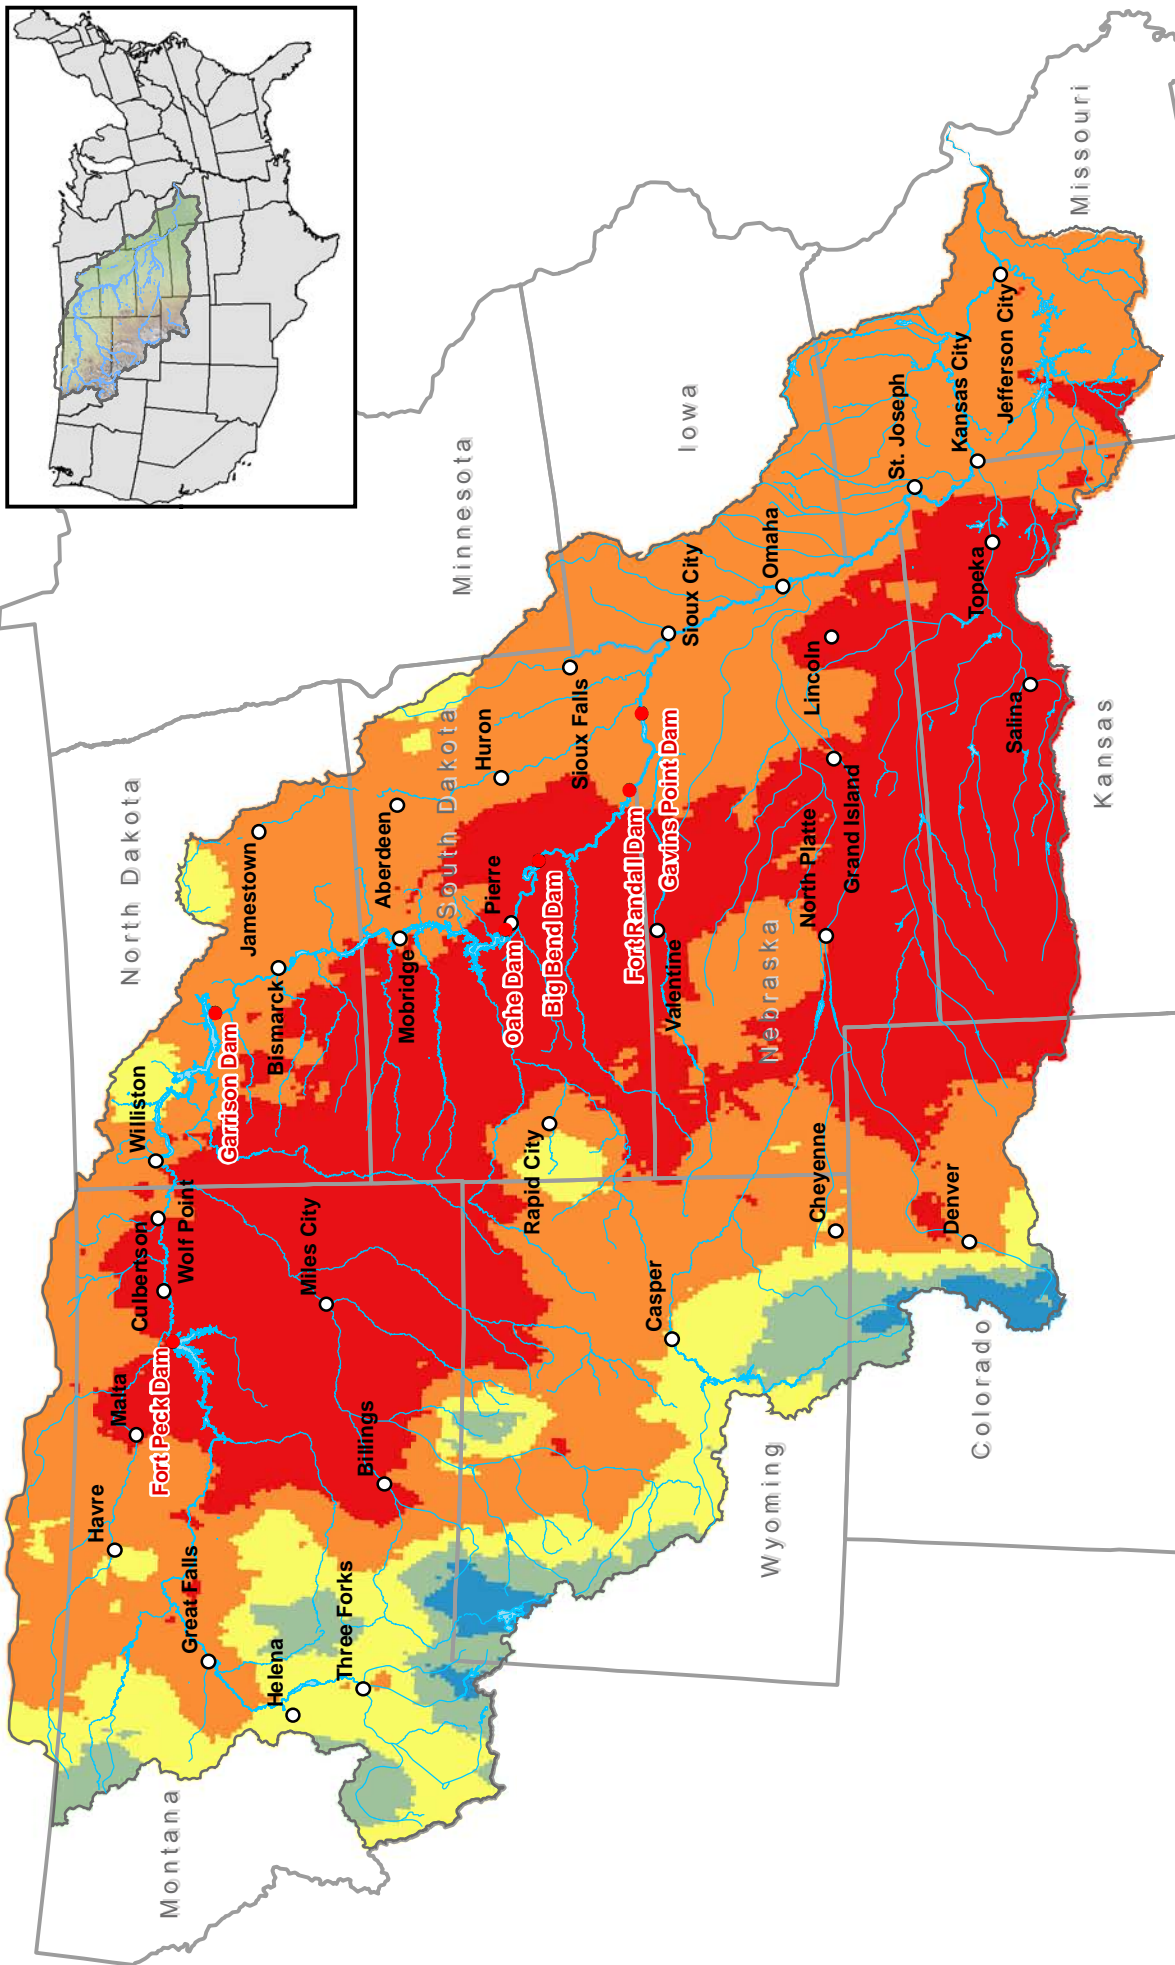 Montana
North Dakota
Minnesota
South Dakota
Iowa
Wyoming
Nebraska
Colorado
Kansas
Missouri
Havre
Malta
Culbertson
Wolf Point
Williston
Fort Peck Dam
Great Falls
Garrison Dam
Jamestown
Helena
Miles City
Bismarck
Three Forks
Billings
Mobridge
Aberdeen
Huron
Pierre
Oahe Dam
Big Bend Dam
Rapid City
Sioux Falls
Fort Randall Dam
Gavins Point Dam
Sioux City
Casper
Valentine
Omaha
Cheyenne
North Platte
Grand Island
Lincoln
St. Joseph
Kansas City
Jefferson City
Denver
Topeka
Salina